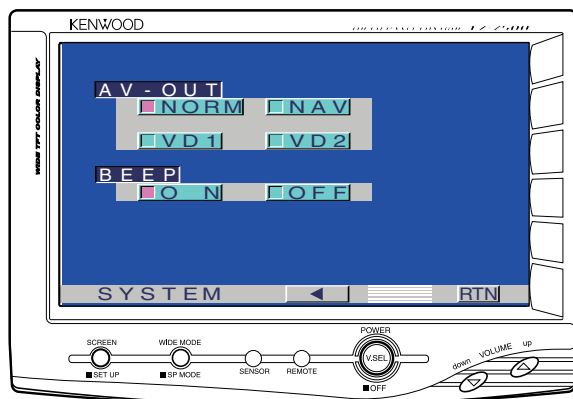 KENWOOD
WIDE TFT COLOR DISPLAY
AV-OUT
NORM NAV
VD1 VD2
BEEP
ON OFF
SYSTEM ◀ RTN
SCREEN WIDE MODE POWER
V.SEL
■SET UP ■SP MODE SENSOR REMOTE ■OFF
down VOLUME up